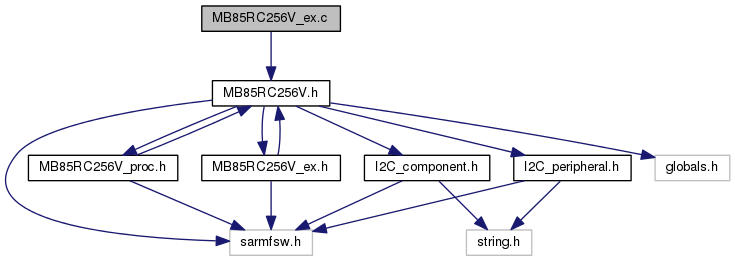 MB85RC256V_ex.c
MB85RC256V.h
MB85RC256V_proc.h
MB85RC256V_ex.h
I2C_component.h
I2C_peripheral.h
globals.h
sarmfsw.h
string.h